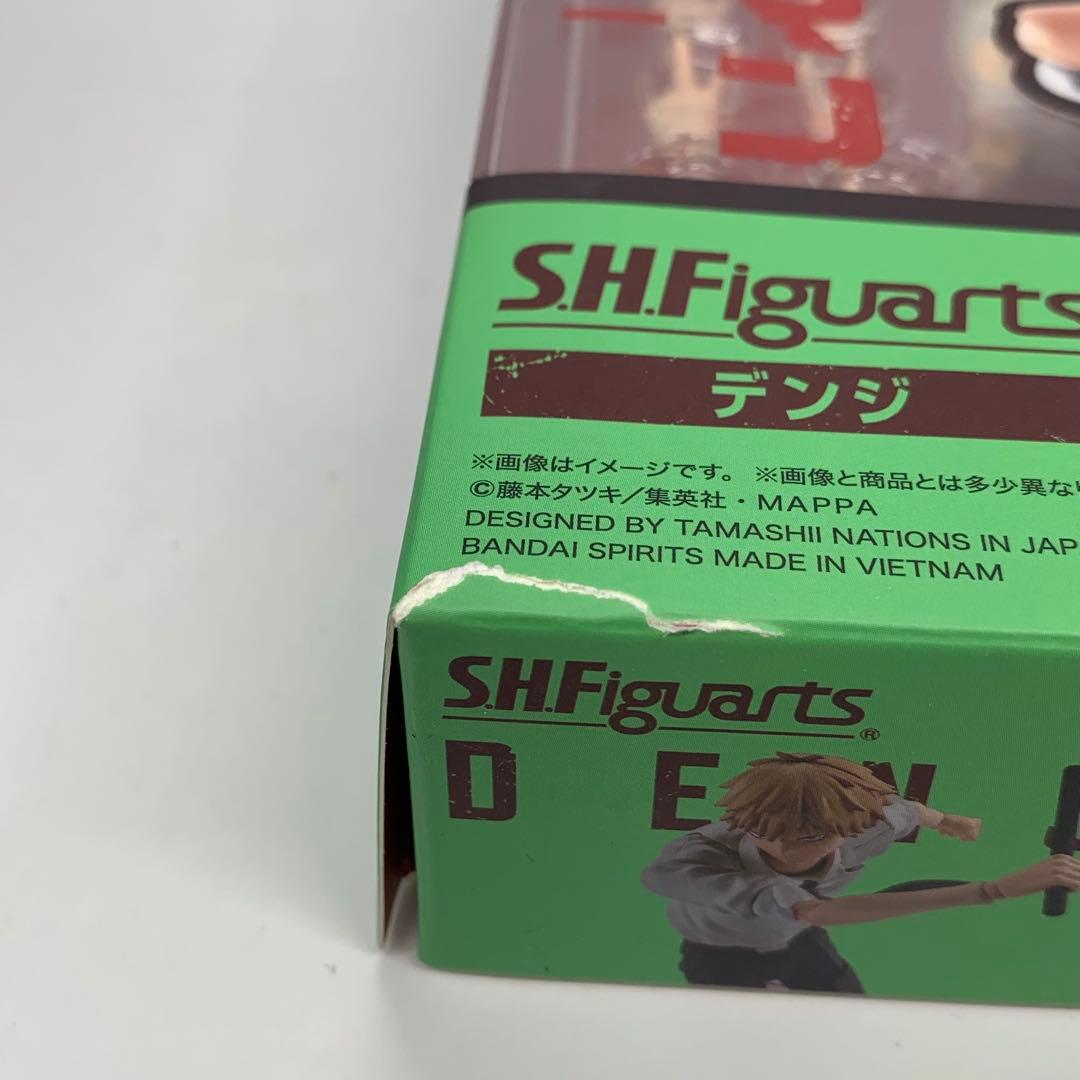 S.H.Figuarts
デンジ
※画像はイメージです。 ※画像と商品とは多少異な
©藤本タツキ／集英社・MAPPA
DESIGNED BY TAMASHII NATIONS IN JAP
BANDAI SPIRITS MADE IN VIETNAM
S.H.Figuarts®
DEN